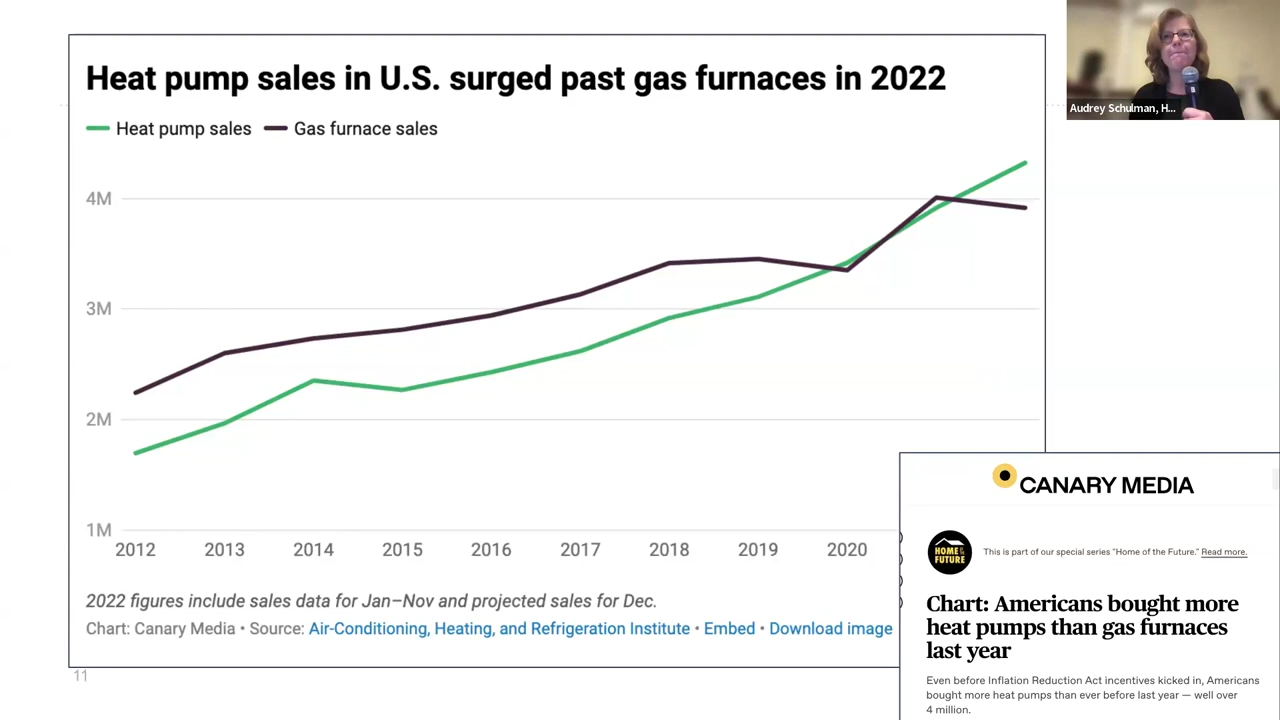 Heat pump sales in U.S. surged past gas furnaces in 2022
Heat pump sales Gas furnace sales
4M
3M
2M
1M
2012 2013 2014 2015 2016 2017 2018 2019 2020
2022 figures include sales data for Jan–Nov and projected sales for Dec.
Chart: Canary Media • Source: Air-Conditioning, Heating, and Refrigeration Institute • Embed • Download image
11
Audrey Schulman, H...
CANARY MEDIA
HOME OF THE FUTURE
This is part of our special series "Home of the Future." Read more.
Chart: Americans bought more
heat pumps than gas furnaces
last year
Even before Inflation Reduction Act incentives kicked in, Americans
bought more heat pumps than ever before last year — well over
4 million.